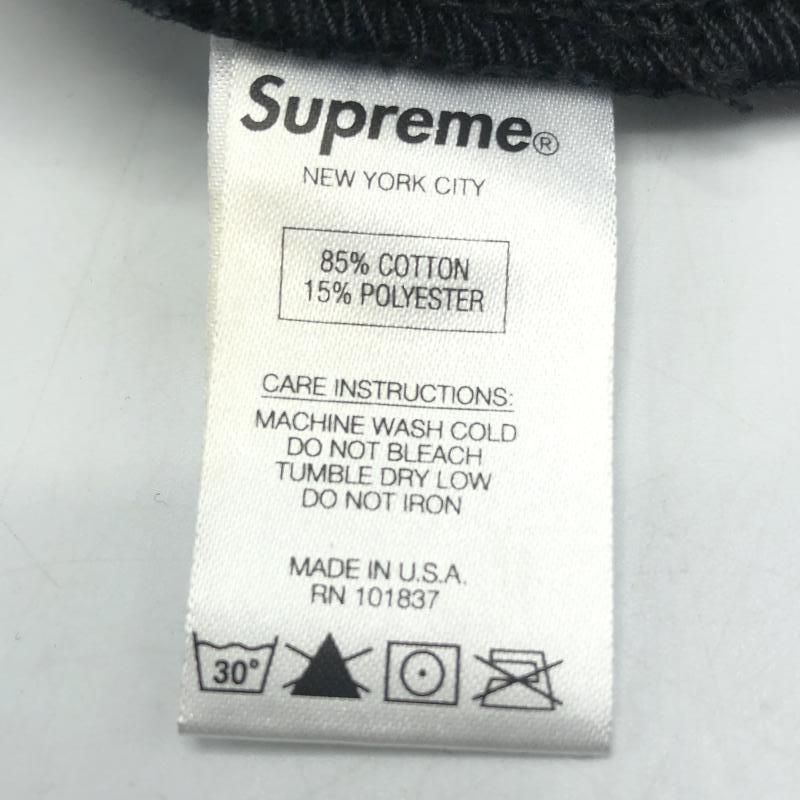 Supreme®
NEW YORK CITY
85% COTTON
15% POLYESTER
CARE INSTRUCTIONS:
MACHINE WASH COLD
DO NOT BLEACH
TUMBLE DRY LOW
DO NOT IRON
MADE IN U.S.A.
RN 101837
30°